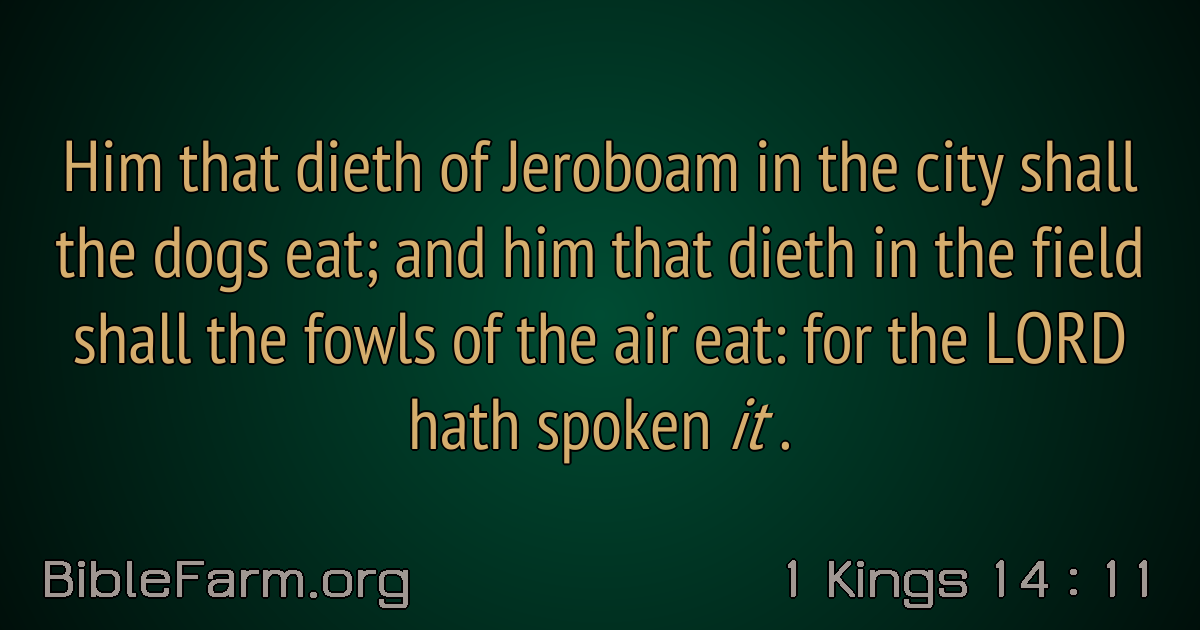 Him that dieth of Jeroboam in the city shall
the dogs eat; and him that dieth in the field
shall the fowls of the air eat: for the LORD
hath spoken it .
BibleFarm.org
1 Kings 14 : 11